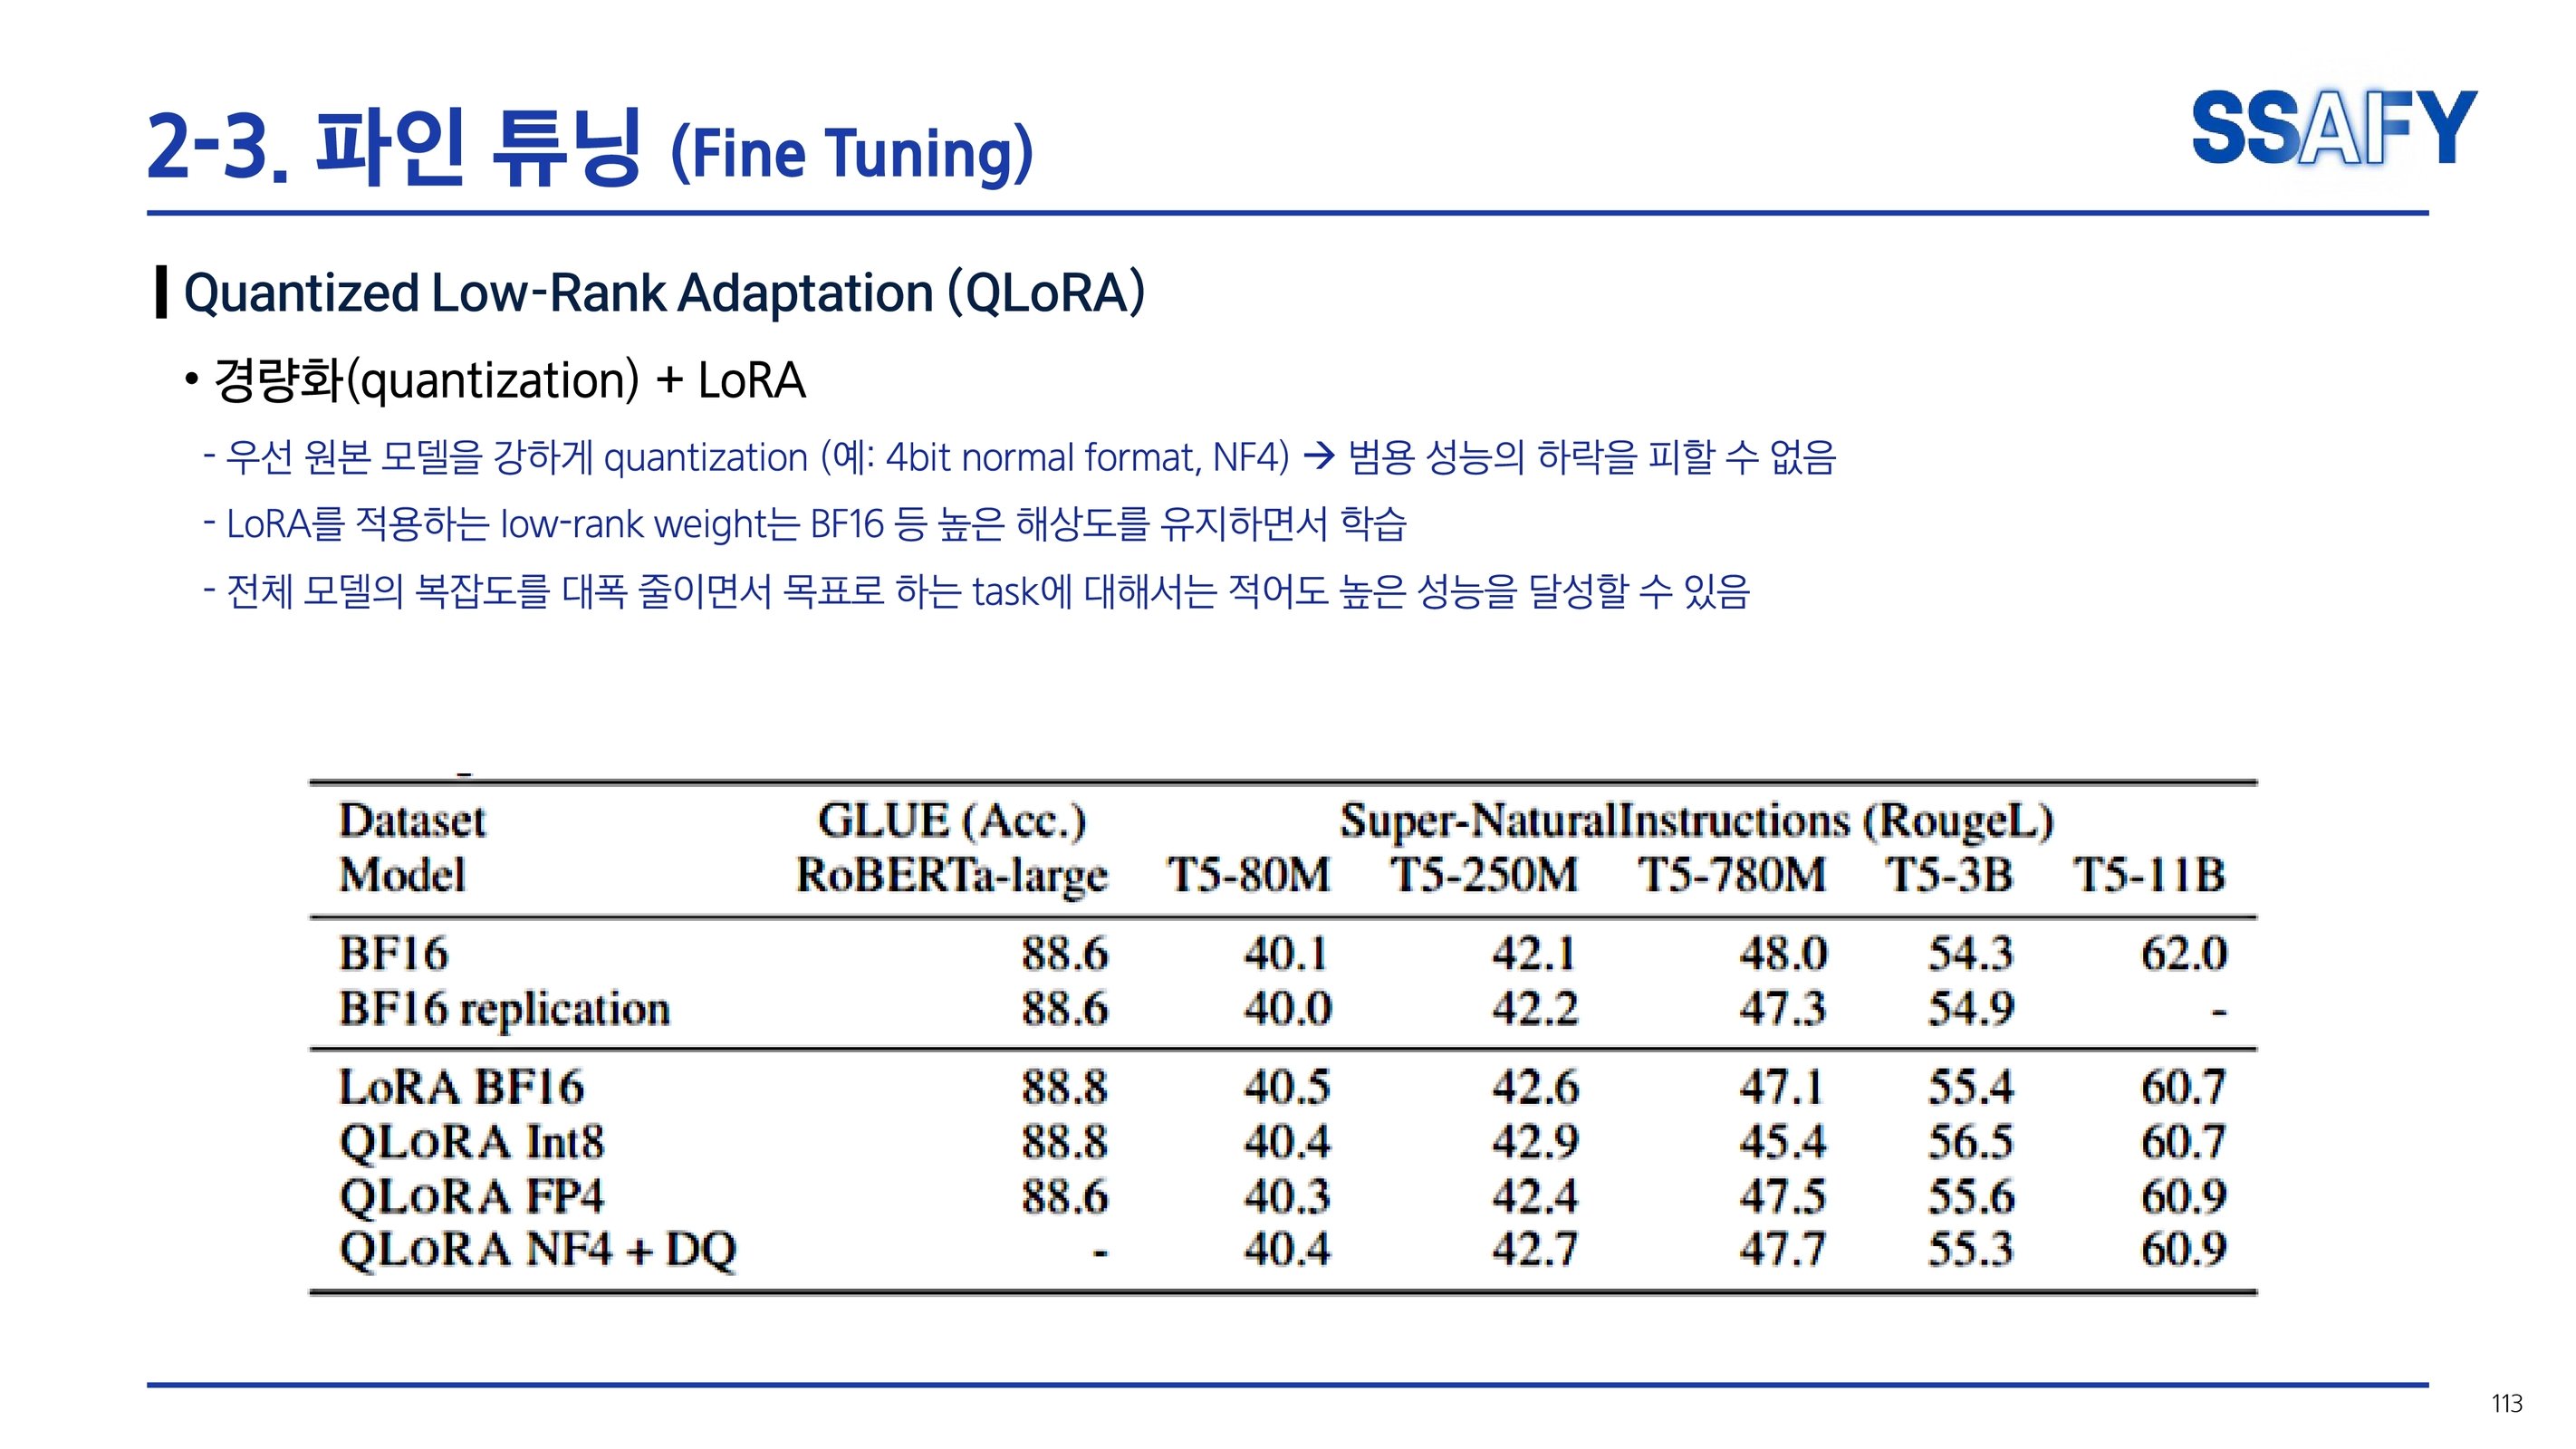 2-3. 파인 튜닝 (Fine Tuning)
SSAFY
Quantized Low-Rank Adaptation (QLoRA)
• 경량화(quantization) + LoRA
- 우선 원본 모델을 강하게 quantization (예: 4bit normal format, NF4) → 범용 성능의 하락을 피할 수 없음
- LoRA를 적용하는 low-rank weight는 BF16 등 높은 해상도를 유지하면서 학습
- 전체 모델의 복잡도를 대폭 줄이면서 목표로 하는 task에 대해서는 적어도 높은 성능을 달성할 수 있음
Dataset GLUE (Acc.) Super-NaturalInstructions (RougeL)
Model RoBERTa-large T5-80M T5-250M T5-780M T5-3B T5-11B
BF16 88.6 40.1 42.1 48.0 54.3 62.0
BF16 replication 88.6 40.0 42.2 47.3 54.9 -
LoRA BF16 88.8 40.5 42.6 47.1 55.4 60.7
QLoRA Int8 88.8 40.4 42.9 45.4 56.5 60.7
QLoRA FP4 88.6 40.3 42.4 47.5 55.6 60.9
QLoRA NF4 + DQ - 40.4 42.7 47.7 55.3 60.9
113